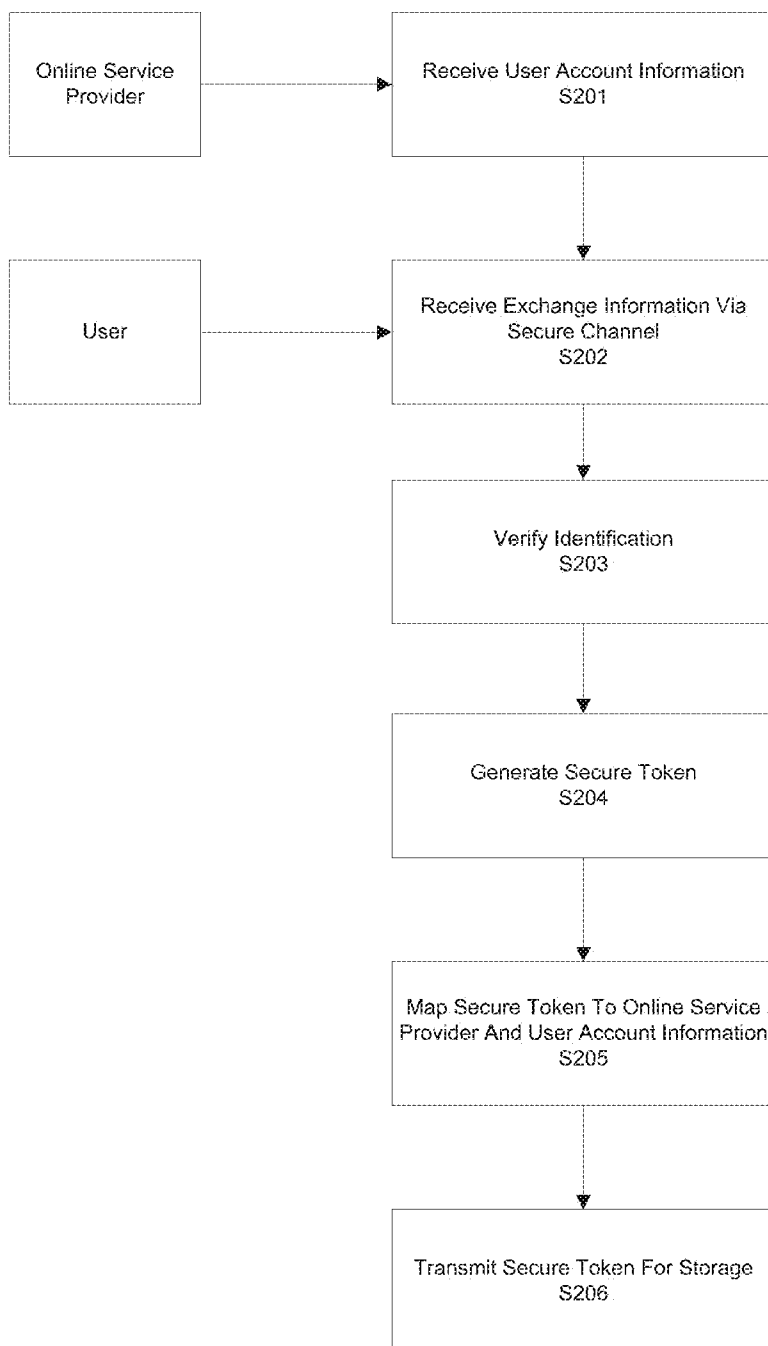 Online Service
Provider
Receive User Account Information
S201
User
Receive Exchange Information Via
Secure Channel
S202
Verify Identification
S203
Generate Secure Token
S204
Map Secure Token To Online Service
Provider And User Account Information
S205
Transmit Secure Token For Storage
S206